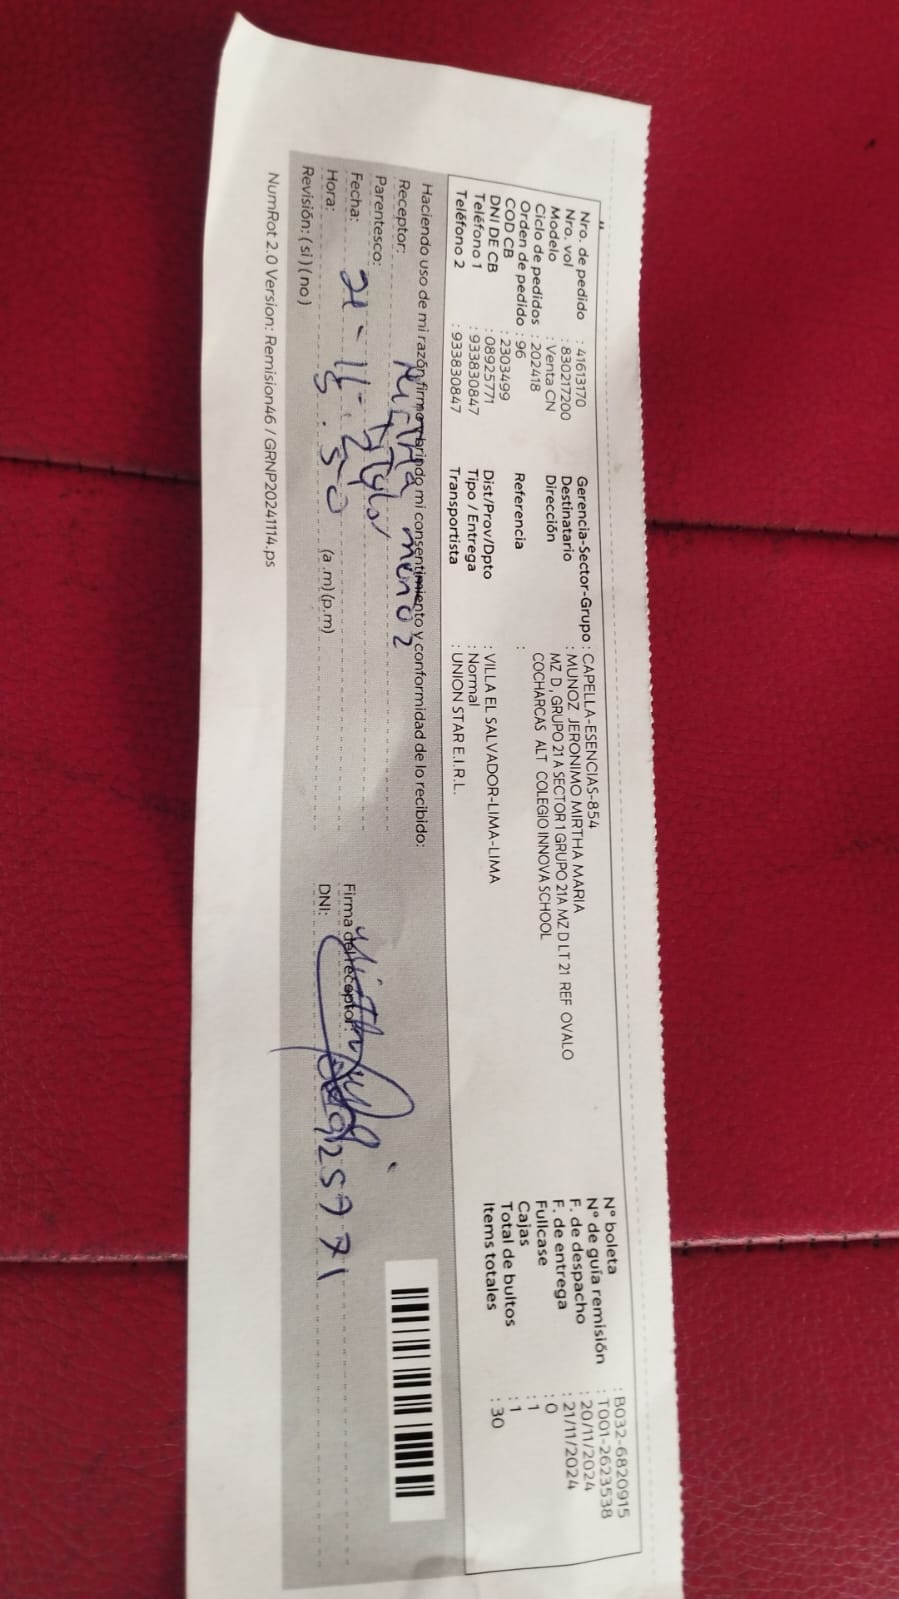 Nro. de pedido : 41613170
Nro. vol : 830217200
Modelo : Venta CN
Ciclo de pedidos : 202418
Orden de pedido : 96
COD CB : 2303499
DNI DE CB : 08925771
Teléfono 1 : 933830847
Teléfono 2 : 933830847
Gerencia-Sector-Grupo : CAPELLA-ESENCIAS-854
Destinatario : MUNOZ JERONIMO MIRTHA MARIA
Dirección MZ D , GRUPO 21 A SECTOR 1 GRUPO 21A MZ D LT 21 REF OVALO
COCHARCAS ALT COLEGIO INNOVA SCHOOL
Referencia :
Dist/Prov/Dpto : VILLA EL SALVADOR-LIMA-LIMA
Tipo / Entrega : Normal
Transportista : UNION STAR E.I.R.L.
N° boleta : B032-6820915
N° de guía remisión : T001-2623538
F. de despacho : 20/11/2024
F. de entrega : 21/11/2024
Fullcase : 0
Cajas : 1
Total de bultos : 1
Items totales : 30
Haciendo uso de mi razón firmo y brindo mi consentimiento y conformidad de lo recibido:
Receptor:
Parentesco: titular
Fecha: 21-11-
Hora: 50 (a .m) (p.m)
Revisión: ( si ) ( no )
Firma del receptor:
DNI: 08925771
NumRot 2.0 Version: Remision46 / GRNP20241114.ps